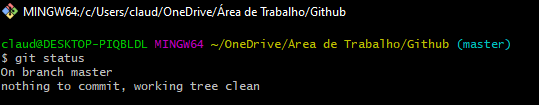 MINGW64:/c/Users/claud/OneDrive/Área de Trabalho/Github
claud@DESKTOP-PIQBLDL MINGW64 ~/OneDrive/Área de Trabalho/Github (master)
$ git status
On branch master
nothing to commit, working tree clean